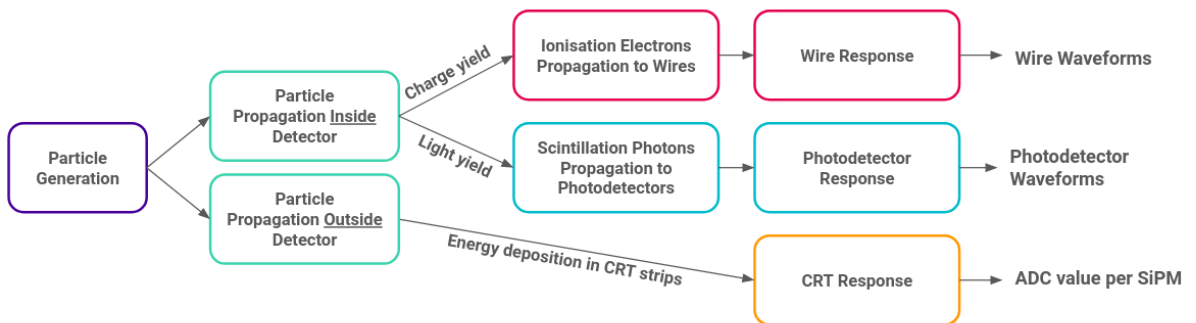 Particle
Generation
Particle
Propagation Inside
Detector
Particle
Propagation Outside
Detector
Charge yield
Light yield
Energy deposition in CRT strips
Ionisation Electrons
Propagation to Wires
Scintillation Photons
Propagation to
Photodetectors
Wire Response
Photodetector
Response
CRT Response
Wire Waveforms
Photodetector
Waveforms
ADC value per SiPM